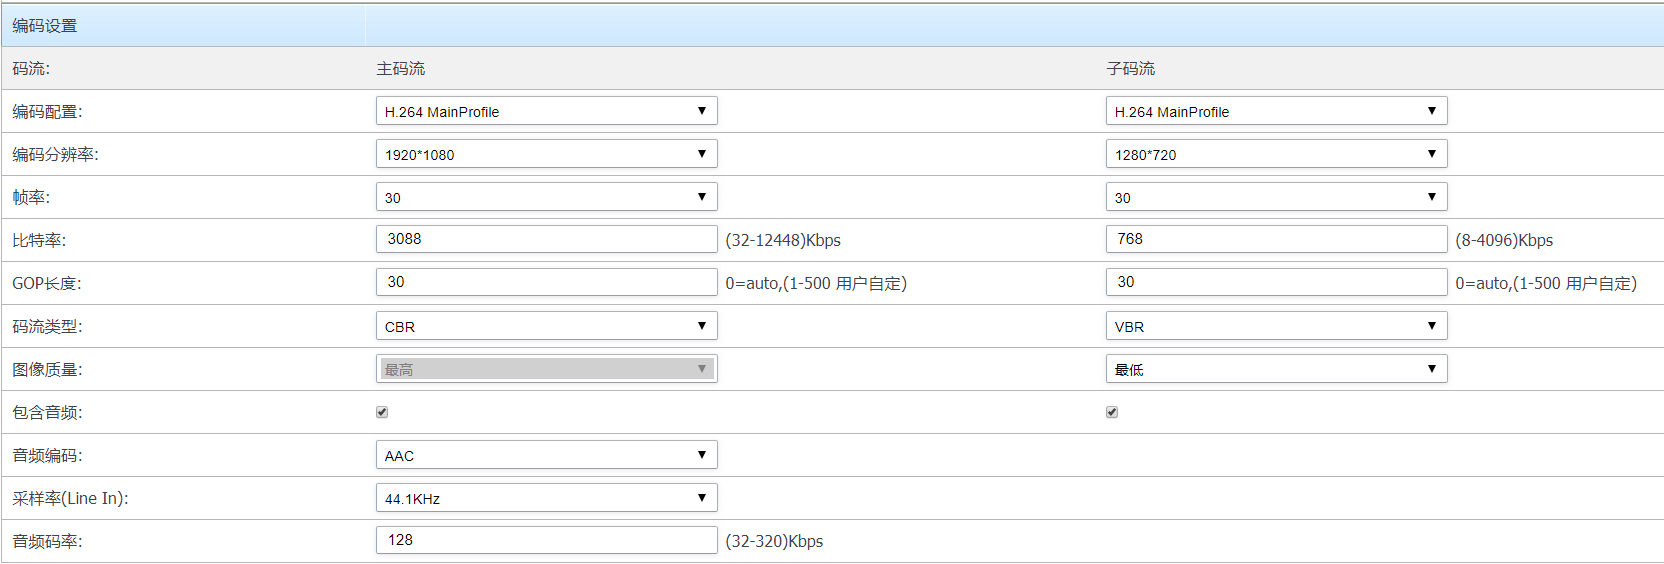 编码设置
码流: 主码流 子码流
编码配置: H.264 MainProfile H.264 MainProfile
编码分辨率: 1920*1080 1280*720
帧率: 30 30
比特率: 3088 (32-12448)Kbps 768 (8-4096)Kbps
GOP长度: 30 0=auto,(1-500 用户自定) 30 0=auto,(1-500 用户自定)
码流类型: CBR VBR
图像质量: 最高 最低
包含音频:
音频编码: AAC
采样率(Line In): 44.1KHz
音频码率: 128 (32-320)Kbps